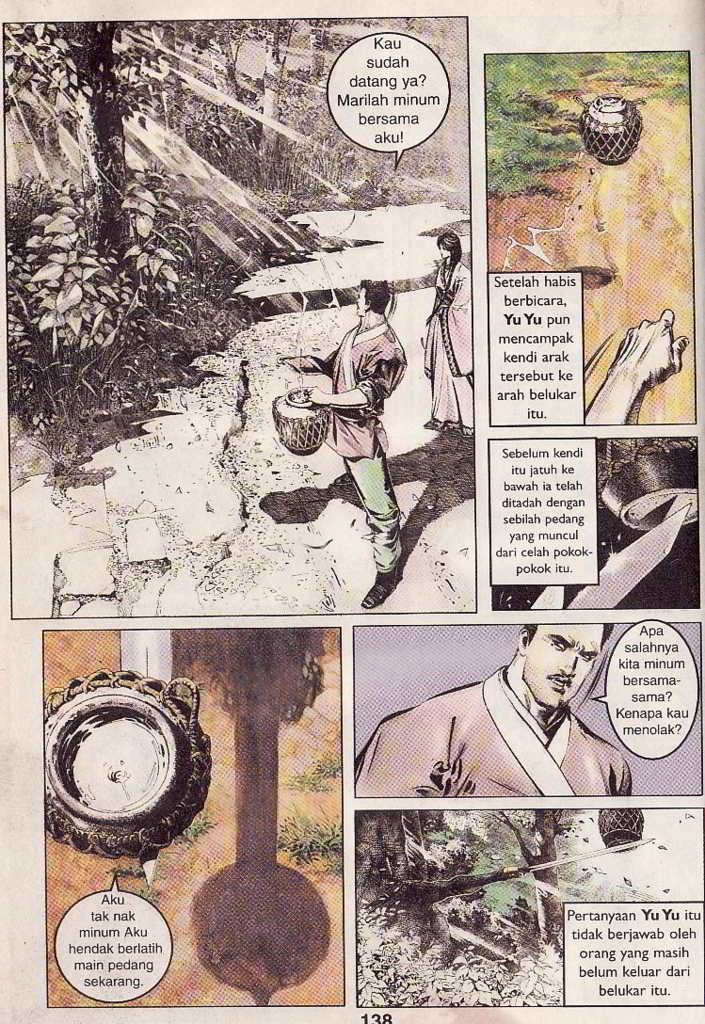 Kau
sudah
datang ya?
Marilah minum
bersama
aku!
Setelah habis
berbicara,
Yu Yu pun
mencampak
kendi arak
tersebut ke
arah belukar
itu.
Sebelum kendi
itu jatuh ke
bawah ia telah
ditadah dengan
sebilah pedang
yang muncul
dari celah pokok-
pokok itu.
Aku
tak nak
minum Aku
hendak berlatih
main pedang
sekarang.
Apa
salahnya
kita minum
bersama-
sama?
Kenapa kau
menolak?
Pertanyaan Yu Yu itu
tidak berjawab oleh
orang yang masih
belum keluar dari
belukar itu.
138